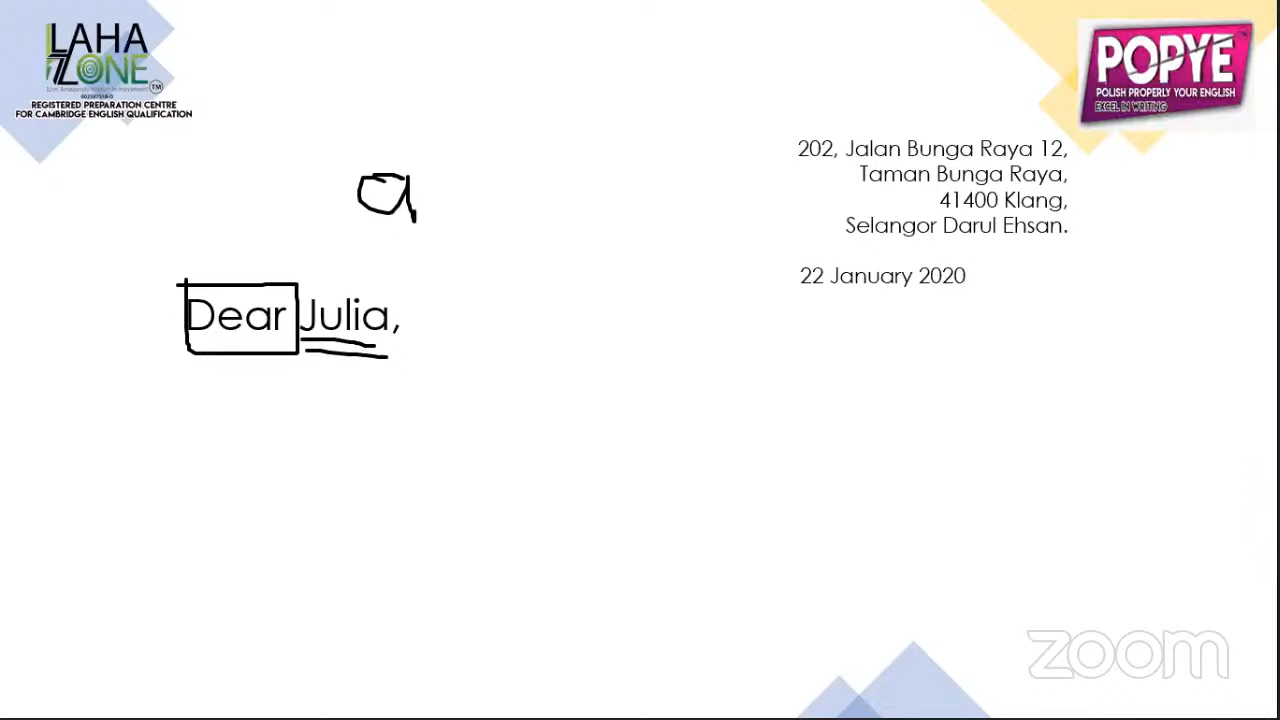 LAHA
ZONE
TM
REGISTERED PREPARATION CENTRE
FOR CAMBRIDGE ENGLISH QUALIFICATION
POPYE
POLISH PROPERLY YOUR ENGLISH
EXCEL IN WRITING
202, Jalan Bunga Raya 12,
Taman Bunga Raya,
41400 Klang,
Selangor Darul Ehsan.
22 January 2020
a
Dear Julia,
zoom